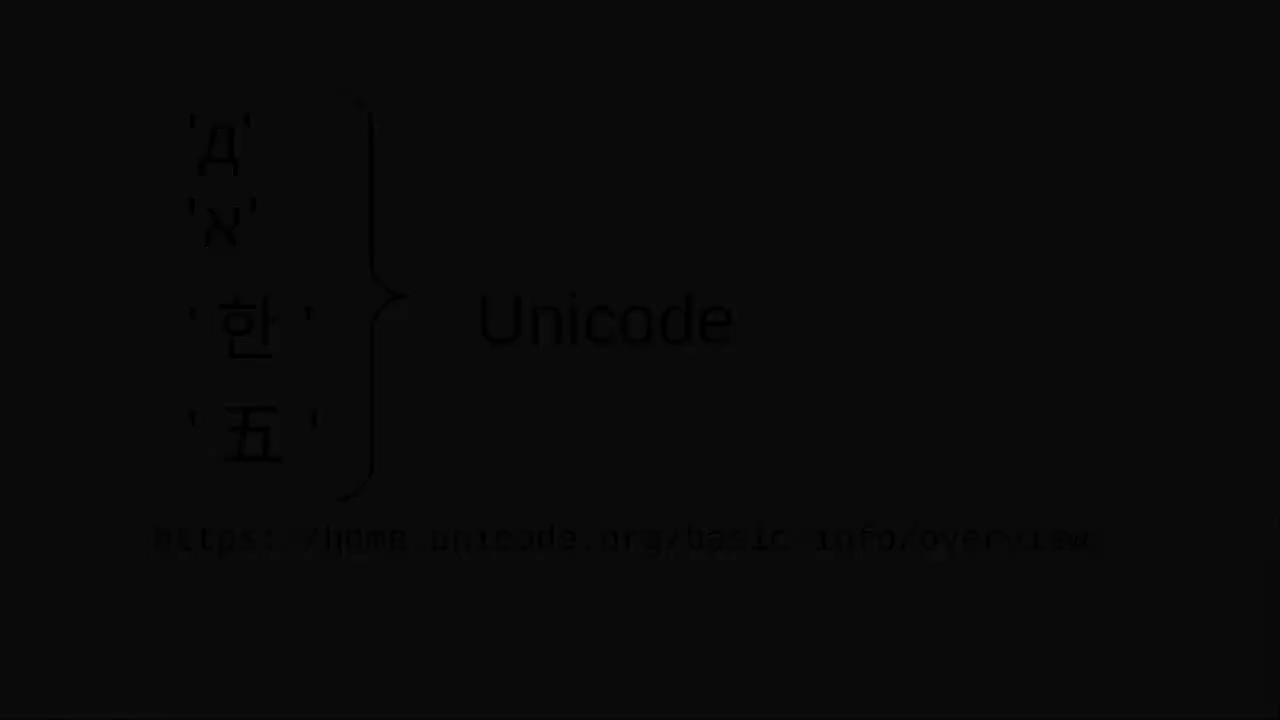 'Д'
'א'
' 한 '
' 五 '
Unicode
https://home.unicode.org/basic-info/overview